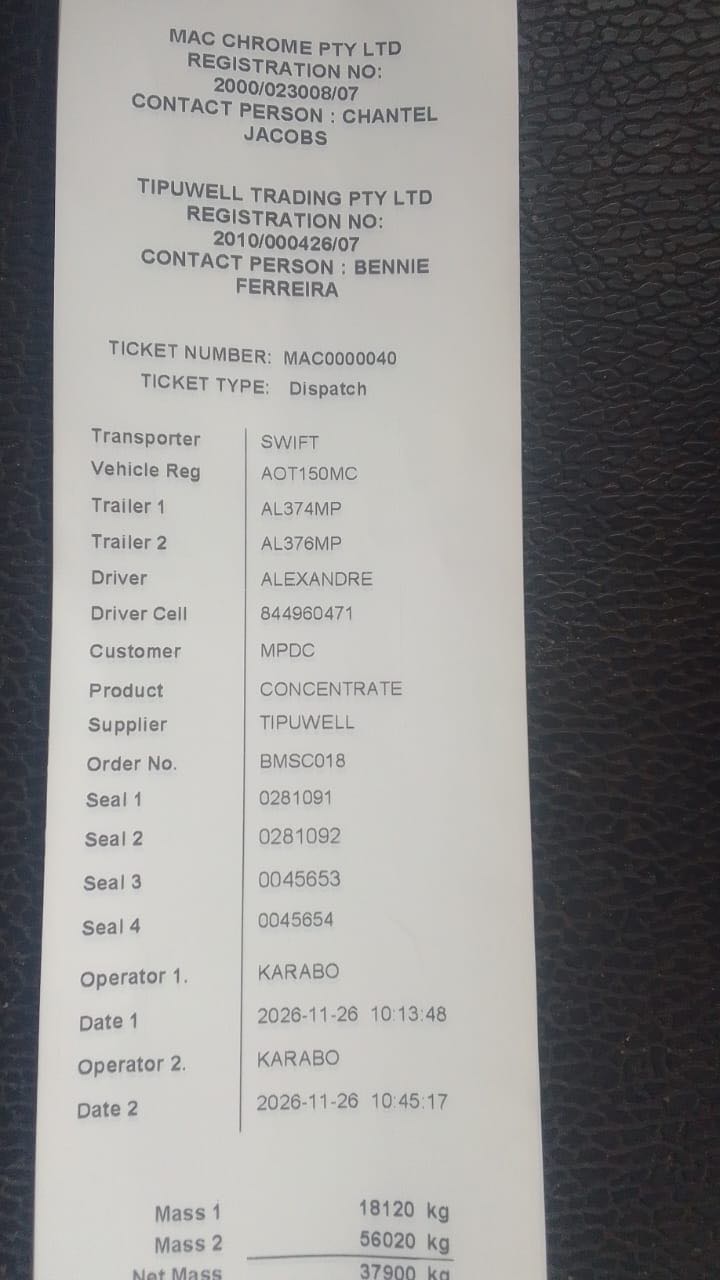 MAC CHROME PTY LTD
REGISTRATION NO:
2000/023008/07
CONTACT PERSON : CHANTEL
JACOBS
TIPUWELL TRADING PTY LTD
REGISTRATION NO:
2010/000426/07
CONTACT PERSON : BENNIE
FERREIRA
TICKET NUMBER: MAC0000040
TICKET TYPE: Dispatch
Transporter SWIFT
Vehicle Reg AOT150MC
Trailer 1 AL374MP
Trailer 2 AL376MP
Driver ALEXANDRE
Driver Cell 844960471
Customer MPDC
Product CONCENTRATE
Supplier TIPUWELL
Order No. BMSC018
Seal 1 0281091
Seal 2 0281092
Seal 3 0045653
Seal 4 0045654
Operator 1. KARABO
Date 1 2026-11-26 10:13:48
Operator 2. KARABO
Date 2 2026-11-26 10:45:17
Mass 1 18120 kg
Mass 2 56020 kg
Net Mass 37900 kg